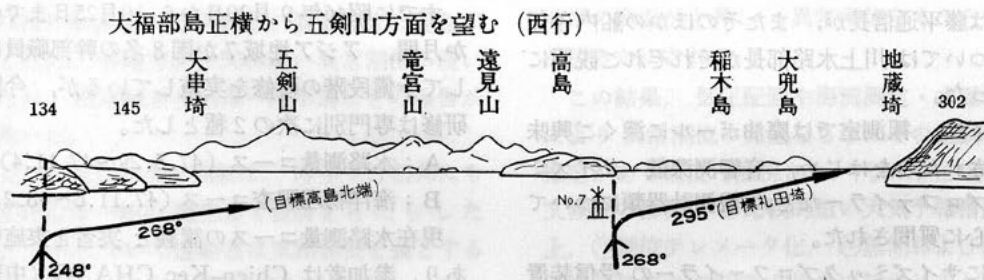 大福部島正横から五剣山方面を望む (西行)
134
145
大串埼
五剣山
竜宮山
遠見山
高島
稲木島
大兜島
地蔵埼
302
No.7
268° (目標高島北端)
295° (目標礼田埼)
248°
268°